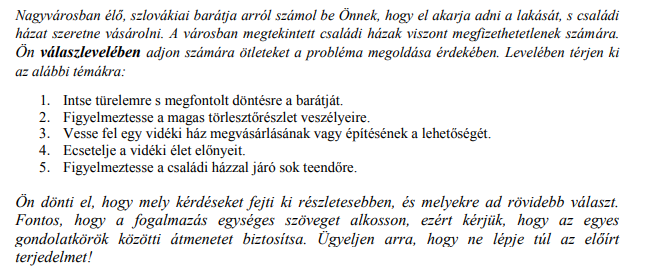 Nagyvárosban élő, szlovákiai barátja arról számol be Önnek, hogy el akarja adni a lakását, s családi
házat szeretne vásárolni. A városban megtekintett családi házak viszont megfizethetetlenek számára.
Ön válaszlevelében adjon számára ötleteket a probléma megoldása érdekében. Levelében térjen ki
az alábbi témákra:
1. Intse türelemre s megfontolt döntésre a barátját.
2. Figyelmeztesse a magas törlesztőrészlet veszélyeire.
3. Vesse fel egy vidéki ház megvásárlásának vagy építésének a lehetőségét.
4. Ecsetelje a vidéki élet előnyeit.
5. Figyelmeztesse a családi házzal járó sok teendőre.
Ön dönti el, hogy mely kérdéseket fejti ki részletesebben, és melyekre ad rövidebb választ.
Fontos, hogy a fogalmazás egységes szöveget alkosson, ezért kérjük, hogy az egyes
gondolatkörök közötti átmenetet biztosítsa. Ügyeljen arra, hogy ne lépje túl az előírt
terjedelmet!